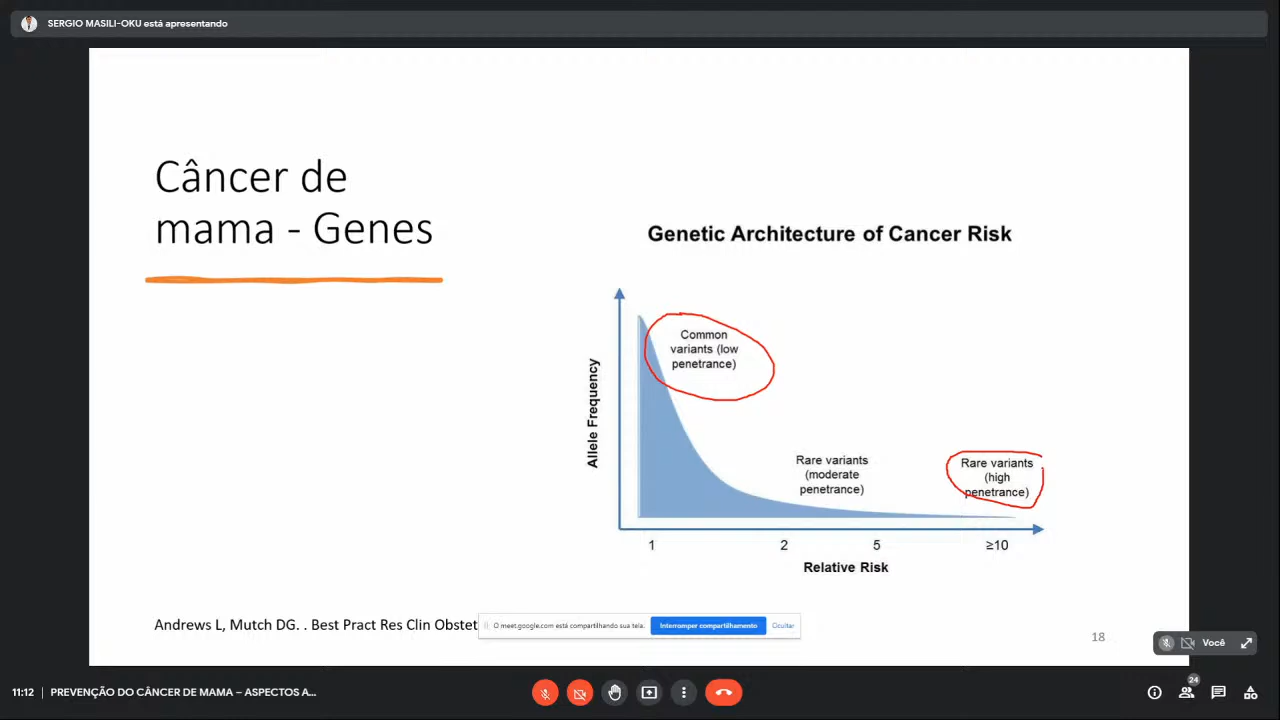 SERGIO MASILI-OKU está apresentando
Câncer de
mama - Genes
Genetic Architecture of Cancer Risk
Allele Frequency
Common
variants (low
penetrance)
Rare variants
(moderate
penetrance)
Rare variants
(high
penetrance)
1 2 5 ≥10
Relative Risk
Andrews L, Mutch DG. . Best Pract Res Clin Obstet
O meet.google.com está compartilhando sua tela.
Interromper compartilhamento
Ocultar
18
Você
11:12 | PREVENÇÃO DO CÂNCER DE MAMA – ASPECTOS A...
24